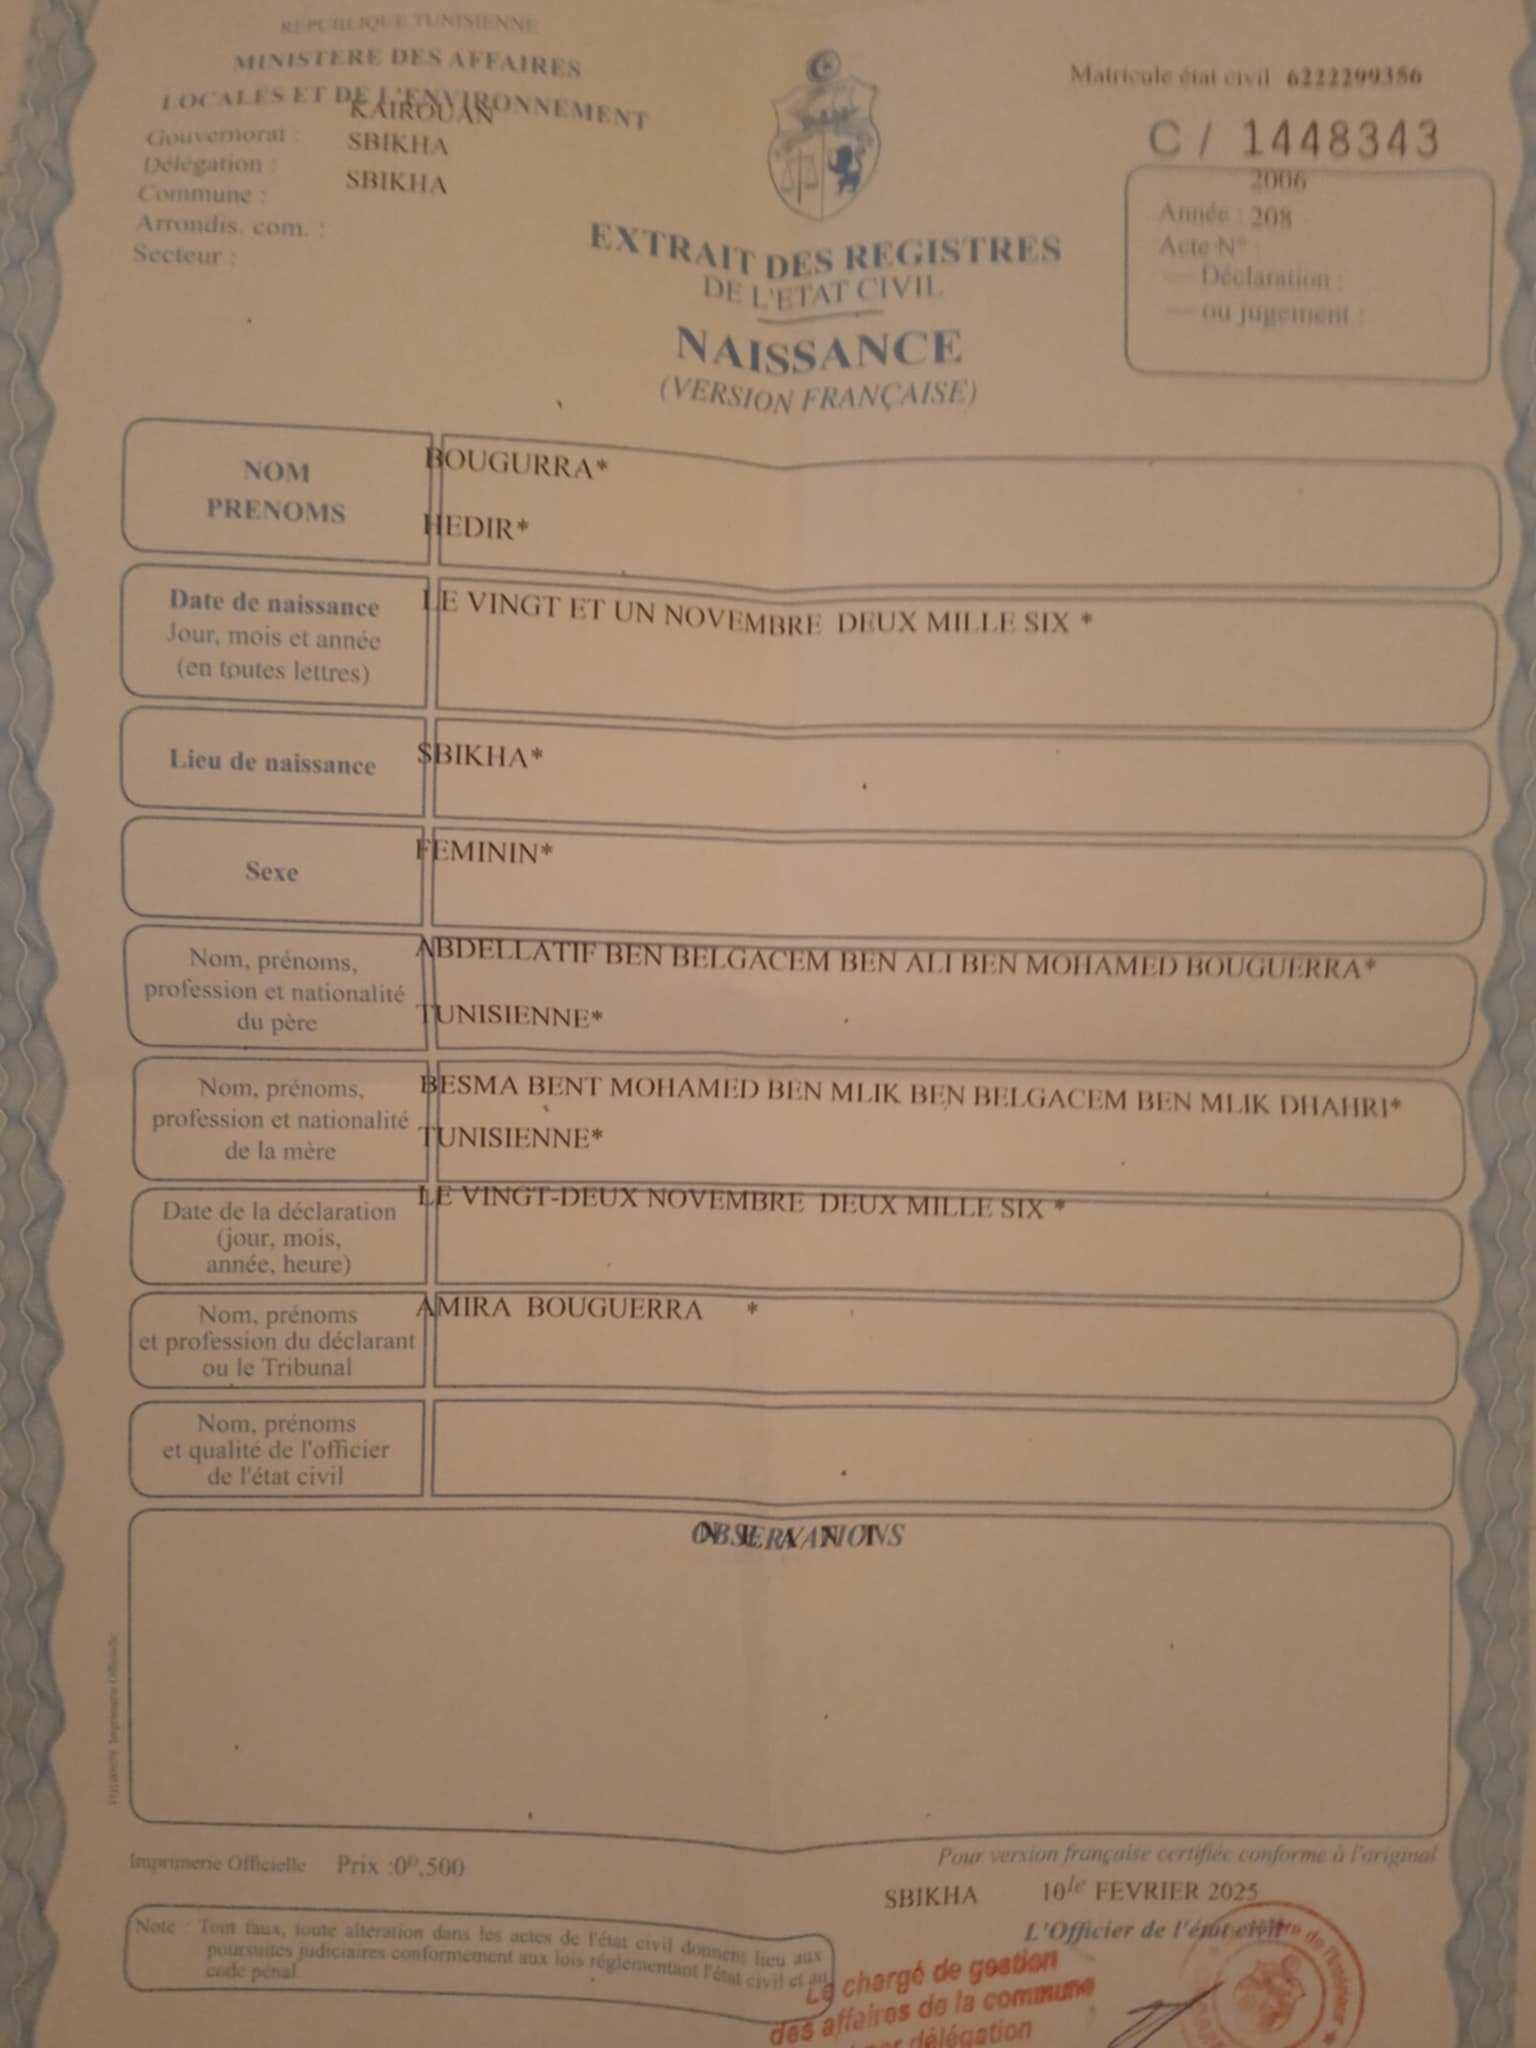 REPUBLIQUE TUNISIENNE
MINISTERE DES AFFAIRES
LOCALES ET DE L'ENVIRONNEMENT
Gouvernorat : KAIROUAN
Délégation : SBIKHA
Commune : SBIKHA
Arrondis. com. :
Secteur :
Matricule état civil 6222299356
C / 1448343
2006
Année : 208
Acte N° :
— Déclaration :
— ou jugement :
EXTRAIT DES REGISTRES
DE L'ETAT CIVIL
NAISSANCE
(VERSION FRANÇAISE)
NOM
PRENOMS
BOUGURRA*
HEDIR*
Date de naissance
Jour, mois et année
(en toutes lettres)
LE VINGT ET UN NOVEMBRE DEUX MILLE SIX *
Lieu de naissance
SBIKHA*
Sexe
FEMININ*
Nom, prénoms,
profession et nationalité
du père
ABDELLATIF BEN BELGACEM BEN ALI BEN MOHAMED BOUGUERRA*
TUNISIENNE*
Nom, prénoms,
profession et nationalité
de la mère
BESMA BENT MOHAMED BEN MLIK BEN BELGACEM BEN MLIK DHAHRI*
TUNISIENNE*
Date de la déclaration
(jour, mois,
année, heure)
LE VINGT-DEUX NOVEMBRE DEUX MILLE SIX *
Nom, prénoms
et profession du déclarant
ou le Tribunal
AMIRA BOUGUERRA *
Nom, prénoms
et qualité de l'officier
de l'état civil
OBSERVATIONS
Imprimerie Officielle Prix :0ᴰ,500
Pour version française certifiée conforme à l'original
SBIKHA 10 le FEVRIER 2025
L'Officier de l'état civil
Note : Tout faux, toute altération dans les actes de l'état civil donnent lieu aux
poursuites judiciaires conformement aux lois réglementant l'état civil et au
code pénal
Le chargé de gestion
des affaires de la commune
par délégation